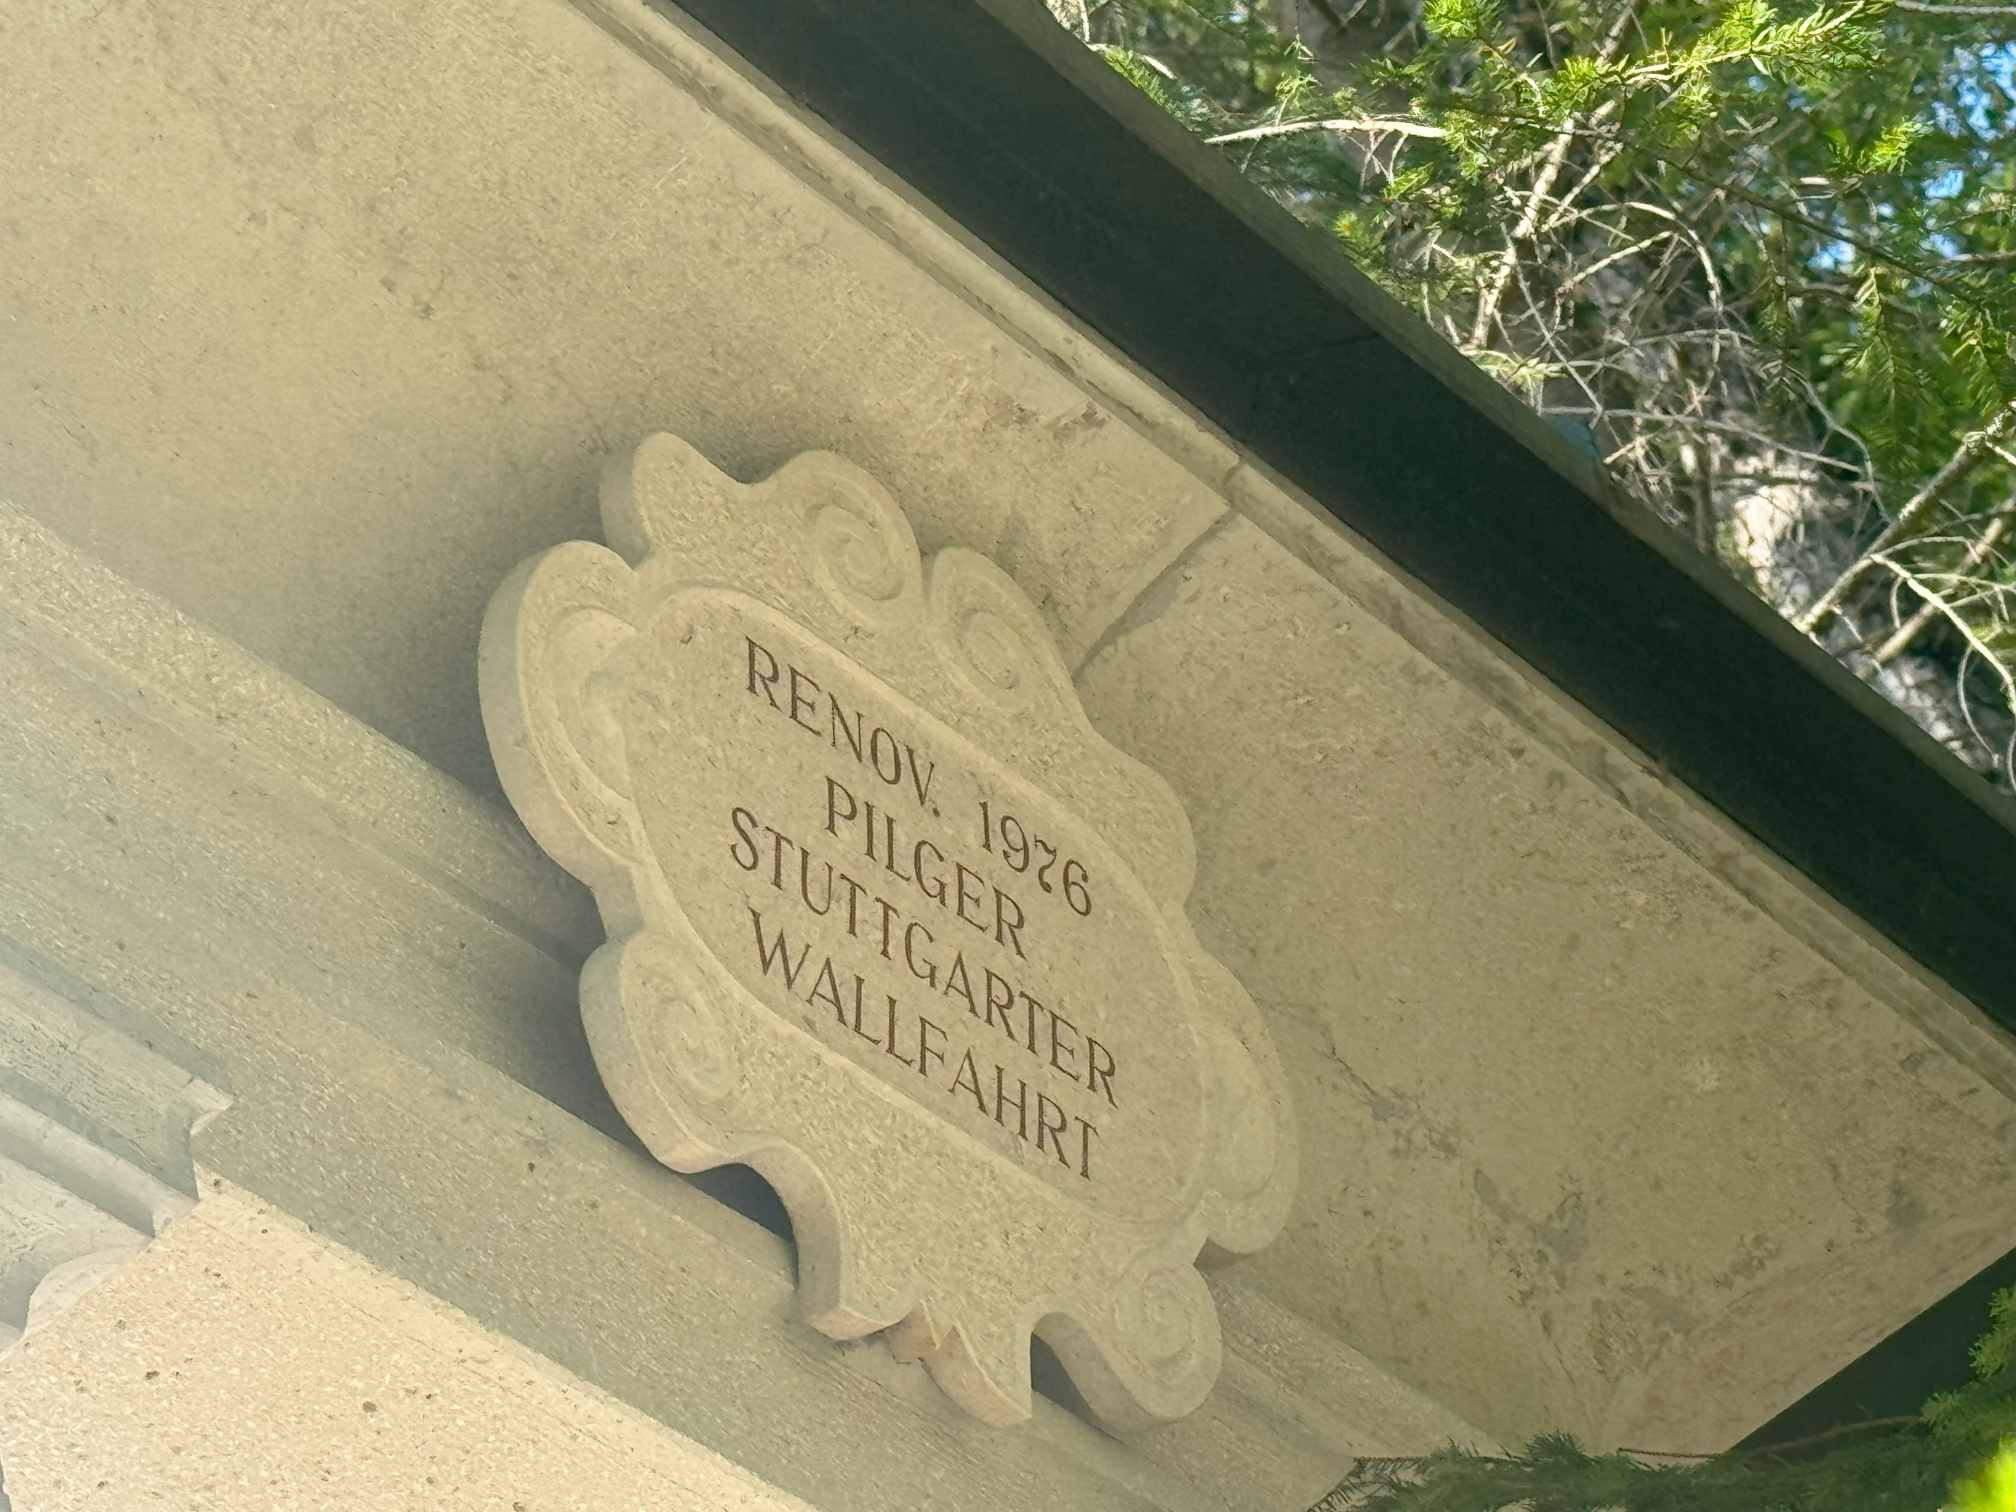 RENOV. 1976
PILGER
STUTTGARTER
WALLFAHRT